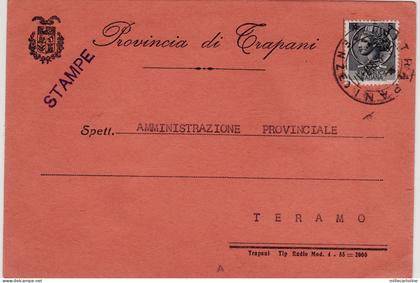 Provincia di Trapani
STAMPE
Spett. AMMINISTRAZIONE PROVINCIALE
TERAMO
Trapani Tip Radio Mod. 4 - 55 = 2000
A